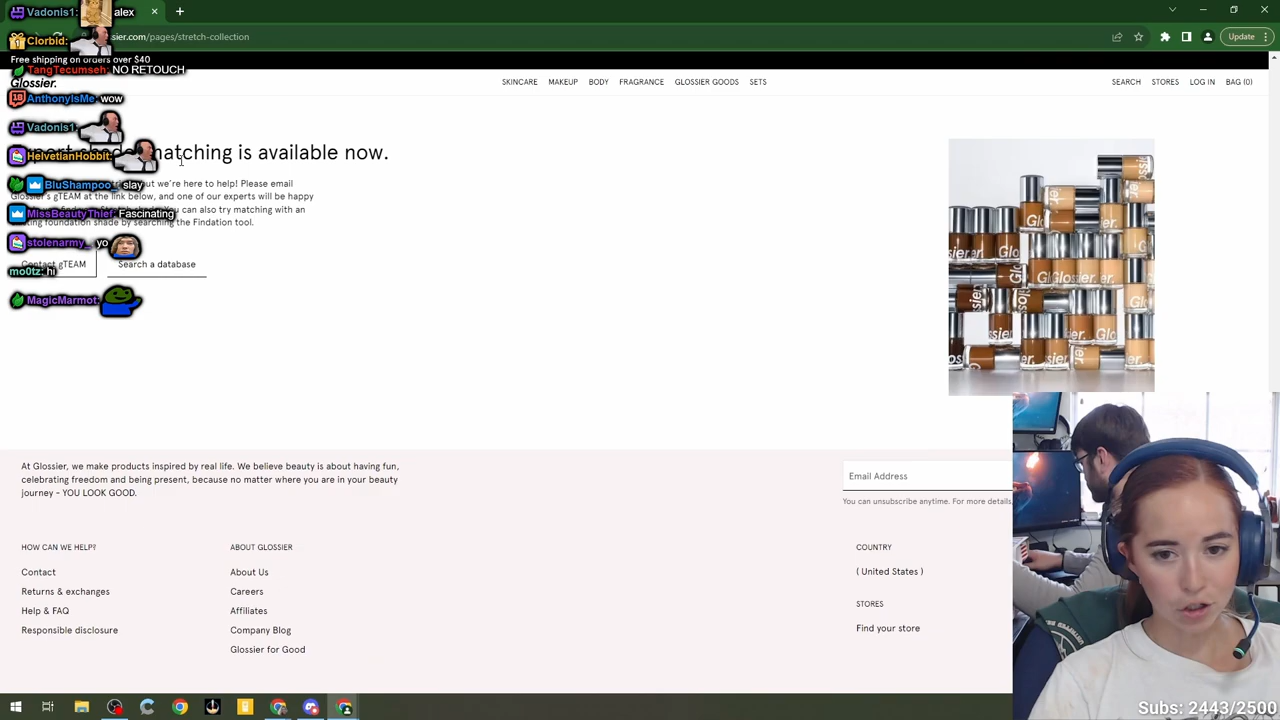 Vadonis1: alex
Clorbid:
ssier.com/pages/stretch-collection
Update
Free shipping on orders over $40
TangTecumseh: NO RETOUCH
Glossier.
SKINCARE MAKEUP BODY FRAGRANCE GLOSSIER GOODS SETS
SEARCH STORES LOG IN BAG (0)
AnthonyIsMe: wow
Vadonis1:
HelvetianHobbit:
matching is available now.
BluShampoo_: slay
but we're here to help! Please email
Glossier's gTEAM at the link below, and one of our experts will be happy
MissBeautyThief: Fascinating
You can also try matching with an
foundation shade by searching the Findation tool.
stolenarmy_: yo
Contact gTEAM
Search a database
mo0tz: hi
MagicMarmot:
At Glossier, we make products inspired by real life. We believe beauty is about having fun,
celebrating freedom and being present, because no matter where you are in your beauty
journey - YOU LOOK GOOD.
Email Address
You can unsubscribe anytime. For more details,
HOW CAN WE HELP?
Contact
Returns & exchanges
Help & FAQ
Responsible disclosure
ABOUT GLOSSIER
About Us
Careers
Affiliates
Company Blog
Glossier for Good
COUNTRY
( United States )
STORES
Find your store
Subs: 2443/2500